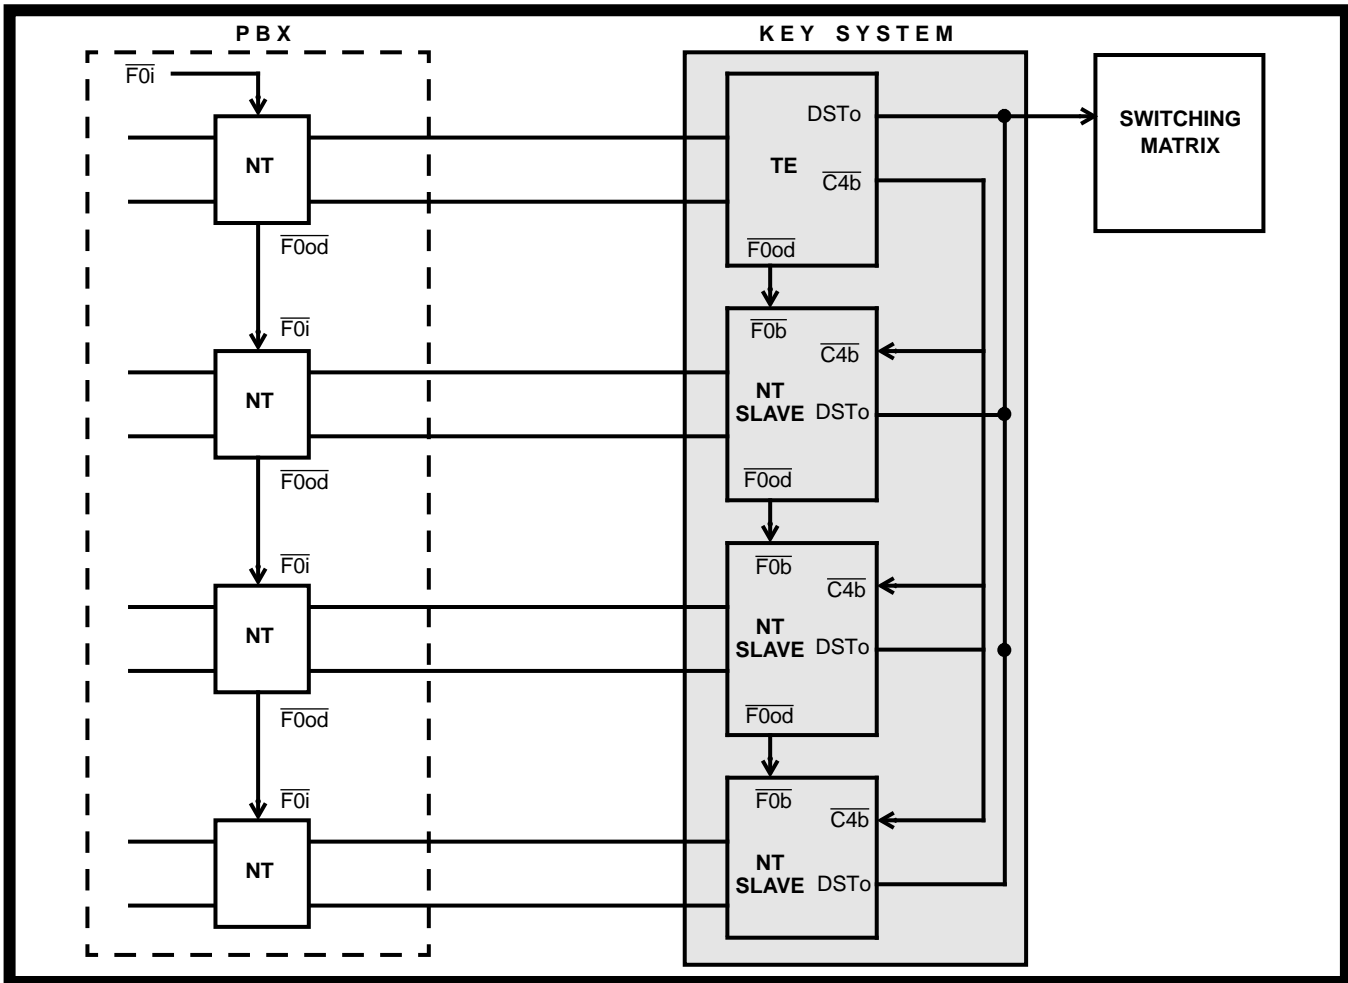 PBX
KEY SYSTEM
F0i
NT
F0od
F0i
NT
F0od
F0i
NT
F0od
F0i
NT
DSTo
TE
C4b
F0od
F0b
C4b
NT
SLAVE DSTo
F0od
F0b
C4b
NT
SLAVE DSTo
F0od
F0b
C4b
NT
SLAVE DSTo
SWITCHING
MATRIX